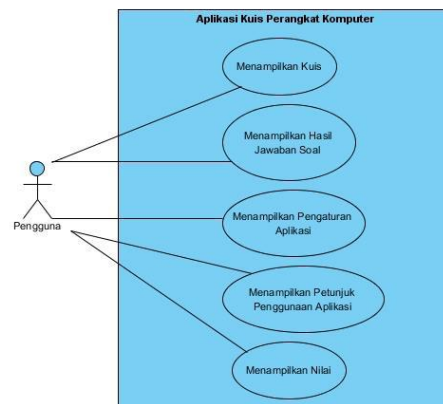 Aplikasi Kuis Perangkat Komputer
Menampilkan Kuis
Menampilkan Hasil
Jawaban Soal
Pengguna
Menampilkan Pengaturan
Aplikasi
Menampilkan Petunjuk
Penggunaan Aplikasi
Menampilkan Nilai